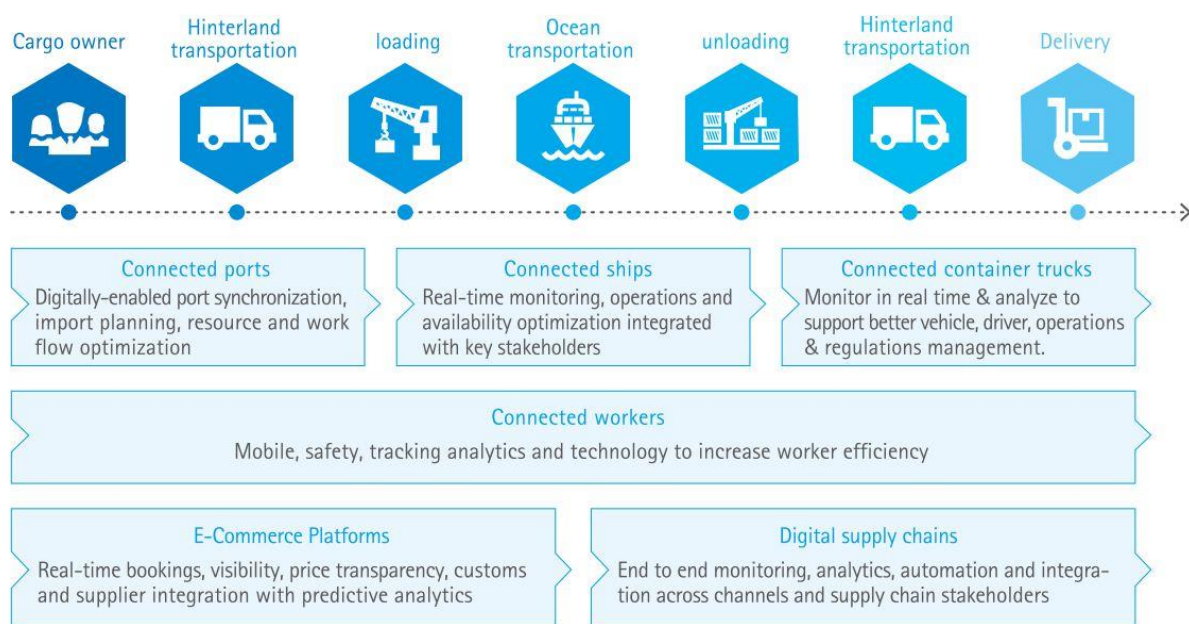 Cargo owner
Hinterland
transportation
loading
Ocean
transportation
unloading
Hinterland
transportation
Delivery
Connected ports
Digitally-enabled port synchronization,
import planning, resource and work
flow optimization
Connected ships
Real-time monitoring, operations and
availability optimization integrated
with key stakeholders
Connected container trucks
Monitor in real time & analyze to
support better vehicle, driver, operations
& regulations management.
Connected workers
Mobile, safety, tracking analytics and technology to increase worker efficiency
E-Commerce Platforms
Real-time bookings, visibility, price transparency, customs
and supplier integration with predictive analytics
Digital supply chains
End to end monitoring, analytics, automation and integra-
tion across channels and supply chain stakeholders